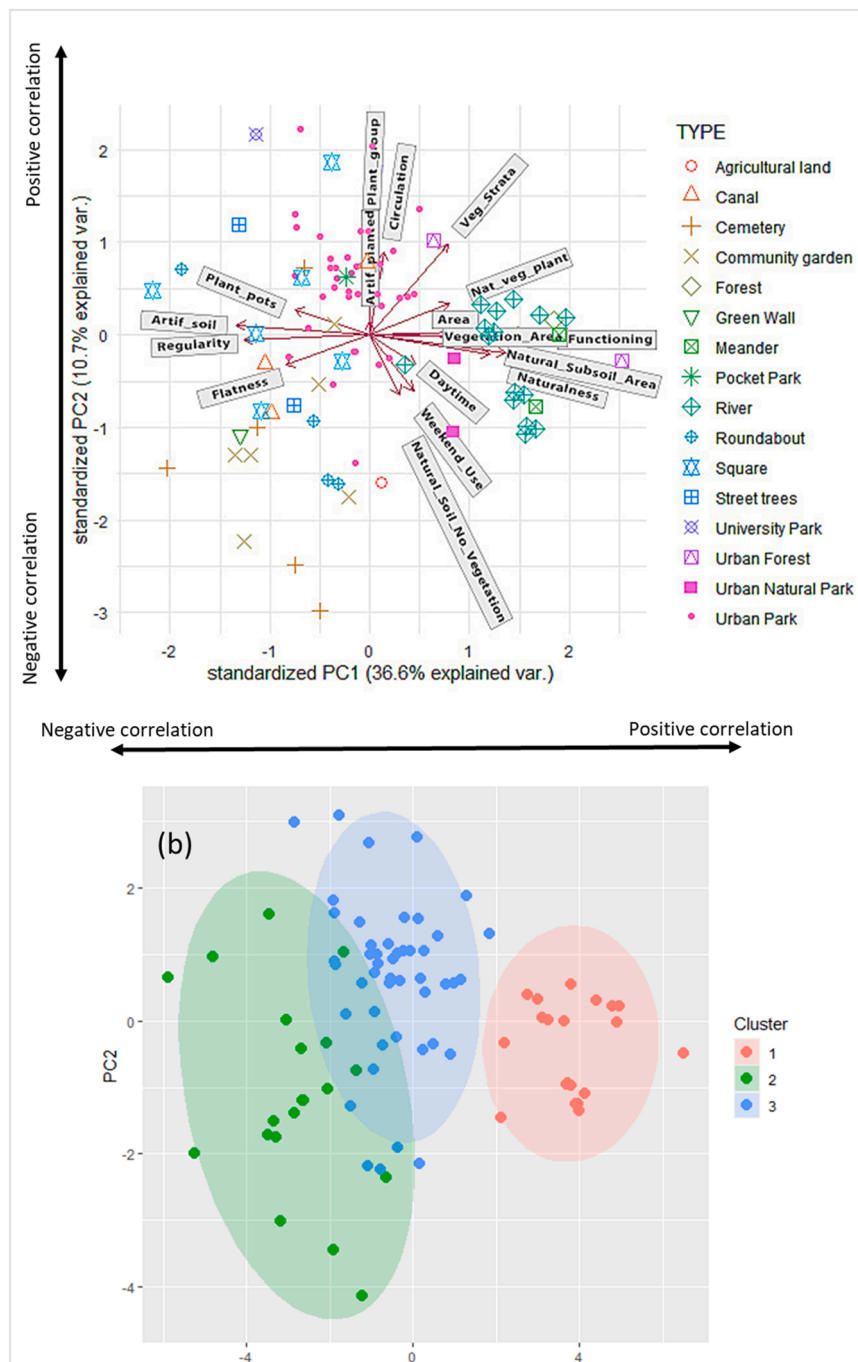 Positive correlation
Negative correlation
standardized PC2 (10.7% explained var.)
2
1
0
-1
-2
-3
Artif_planted_Plant_group
Circulation
Veg_Strata
Nat_veg_plant
Plant_pots
Area
Artif_soil
Vegetation_Area
Functioning
Regularity
Natural_Subsoil_Area
Naturalness
Flatness
Daytime
Weekend_Use
Natural_Soil_No_Vegetation
-2
-1
0
1
2
standardized PC1 (36.6% explained var.)
TYPE
Agricultural land
Canal
Cemetery
Community garden
Forest
Green Wall
Meander
Pocket Park
River
Roundabout
Square
Street trees
University Park
Urban Forest
Urban Natural Park
Urban Park
Negative correlation
Positive correlation
(b)
PC2
2
0
-2
-4
-4
0
4
Cluster
1
2
3